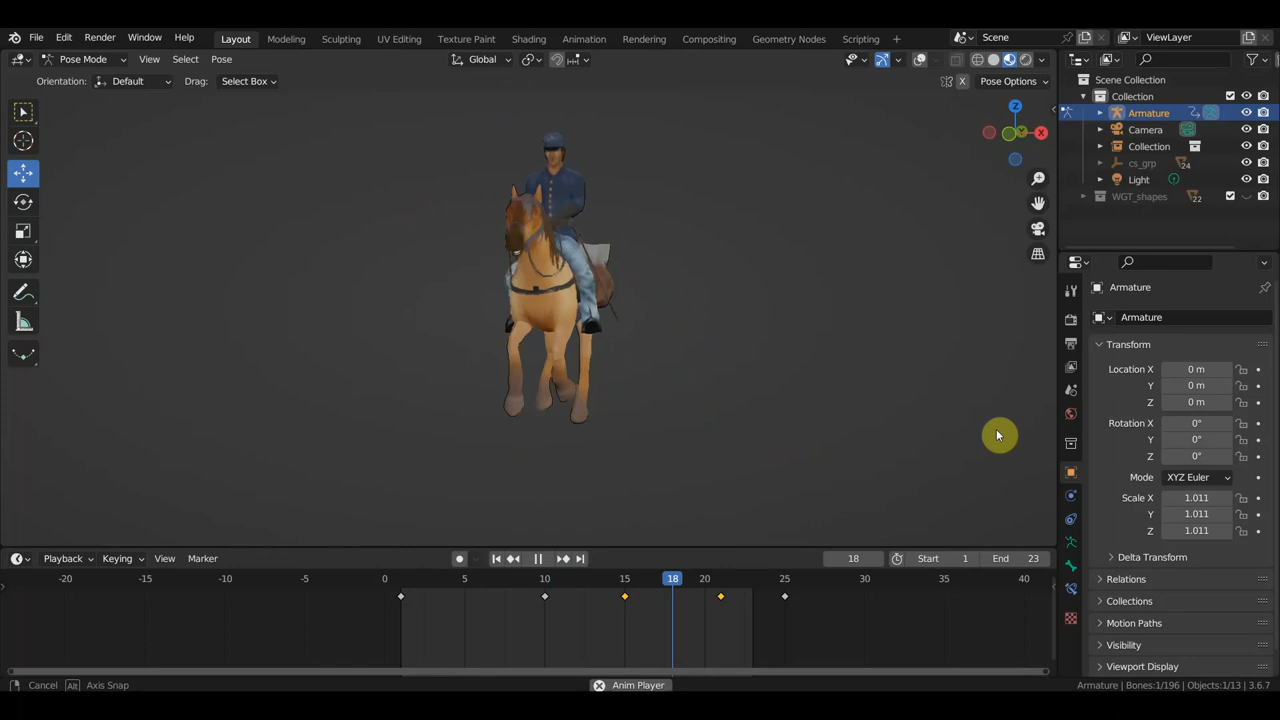 File Edit Render Window Help Layout Modeling Sculpting UV Editing Texture Paint Shading Animation Rendering Compositing Geometry Nodes Scripting + Scene ViewLayer
Pose Mode View Select Pose Global
Orientation: Default Drag: Select Box X Pose Options
Scene Collection
Collection
Armature
Camera
Collection
cs_grp 24
Light
WGT_shapes 22
Z
X
Y
Armature
Armature
Transform
Location X 0 m
Y 0 m
Z 0 m
Rotation X 0°
Y 0°
Z 0°
Mode XYZ Euler
Scale X 1.011
Y 1.011
Z 1.011
Delta Transform
Relations
Collections
Motion Paths
Visibility
Viewport Display
Playback Keying View Marker 18 Start 1 End 23
-20 -15 -10 -5 0 5 10 15 18 20 25 30 35 40
Cancel Alt Axis Snap Anim Player Armature | Bones:1/196 | Objects:1/13 | 3.6.7